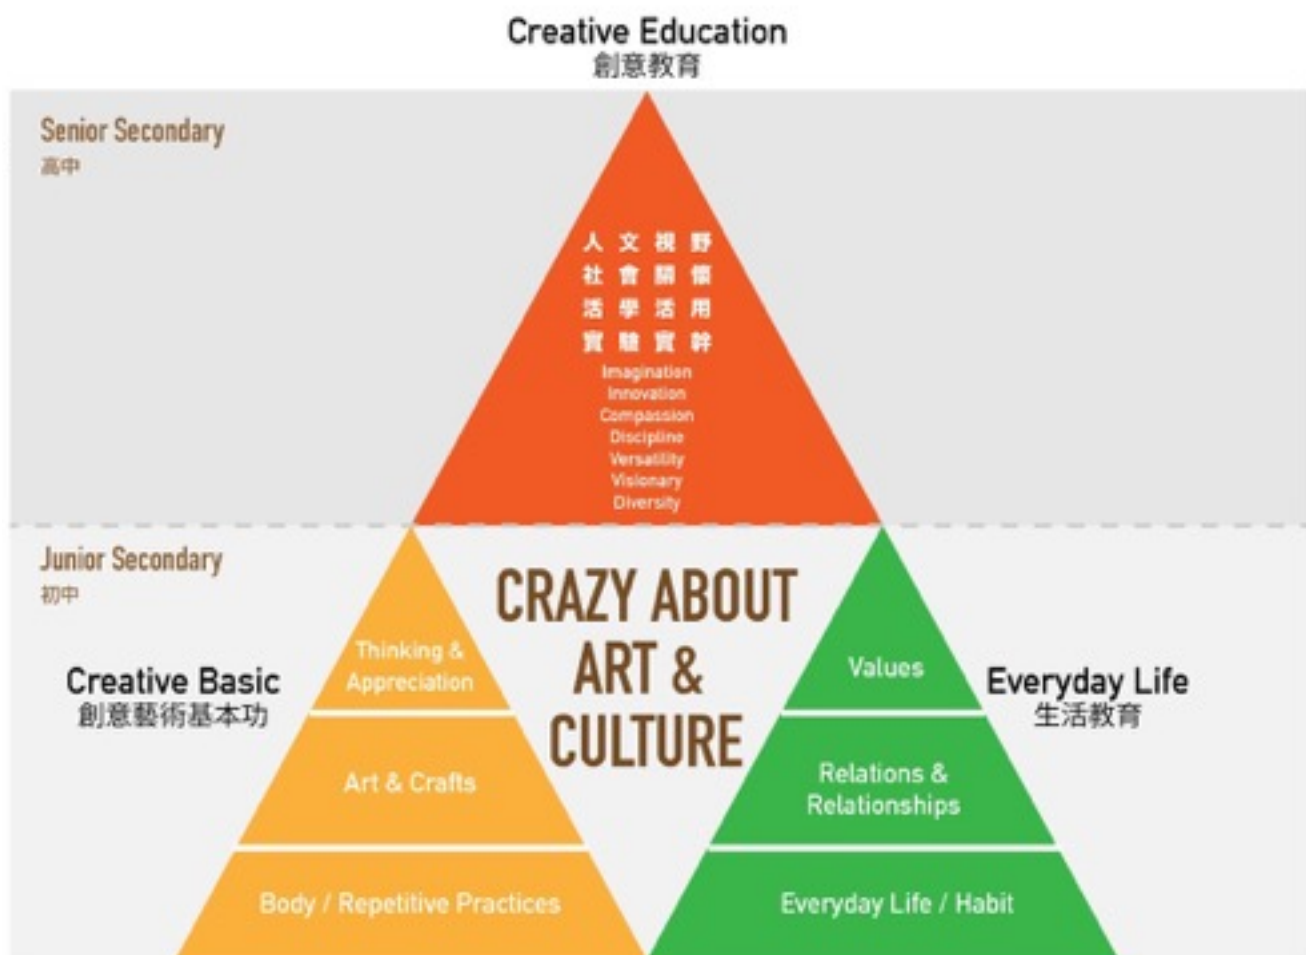 Creative Education
創意教育
Senior Secondary
高中
人文視野
社會關懷
活學活用
實驗實幹
Imagination
Innovation
Compassion
Discipline
Versatility
Visionary
Diversity
Junior Secondary
初中
CRAZY ABOUT
ART &
CULTURE
Creative Basic
創意藝術基本功
Thinking &
Appreciation
Art & Crafts
Body / Repetitive Practices
Values
Relations &
Relationships
Everyday Life / Habit
Everyday Life
生活教育